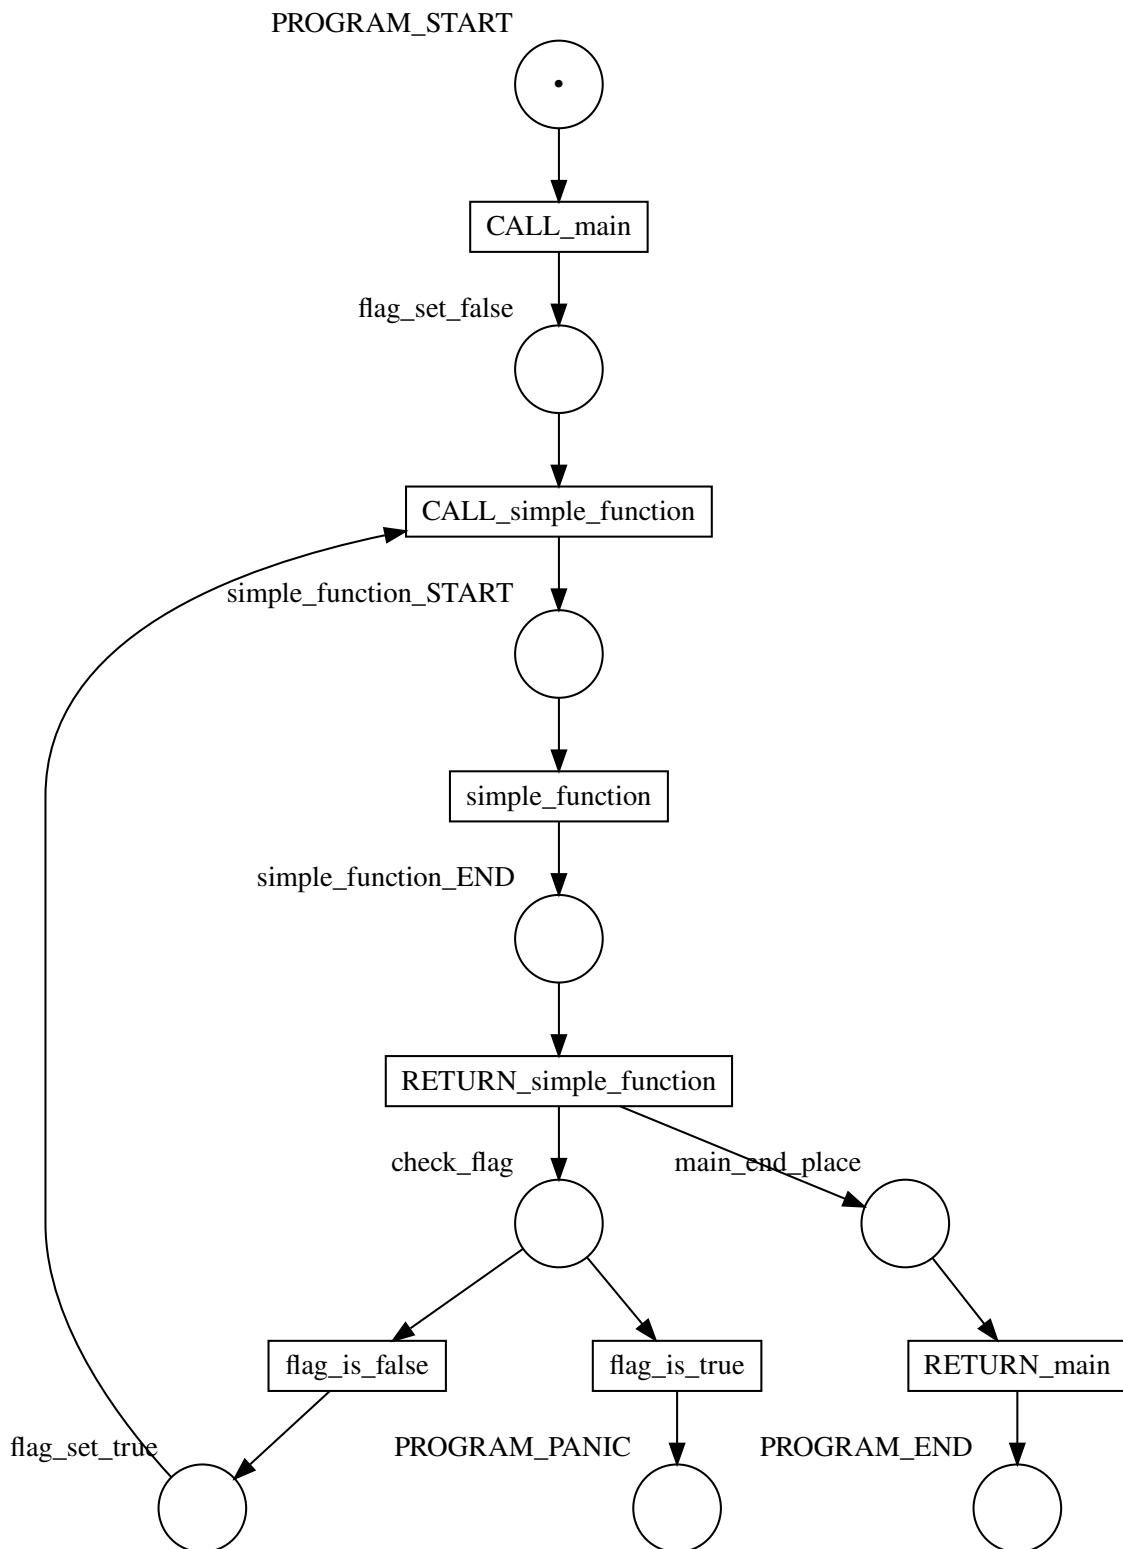 PROGRAM_START
CALL_main
flag_set_false
CALL_simple_function
simple_function_START
simple_function
simple_function_END
RETURN_simple_function
check_flag
main_end_place
flag_is_false
flag_is_true
RETURN_main
flag_set_true
PROGRAM_PANIC
PROGRAM_END